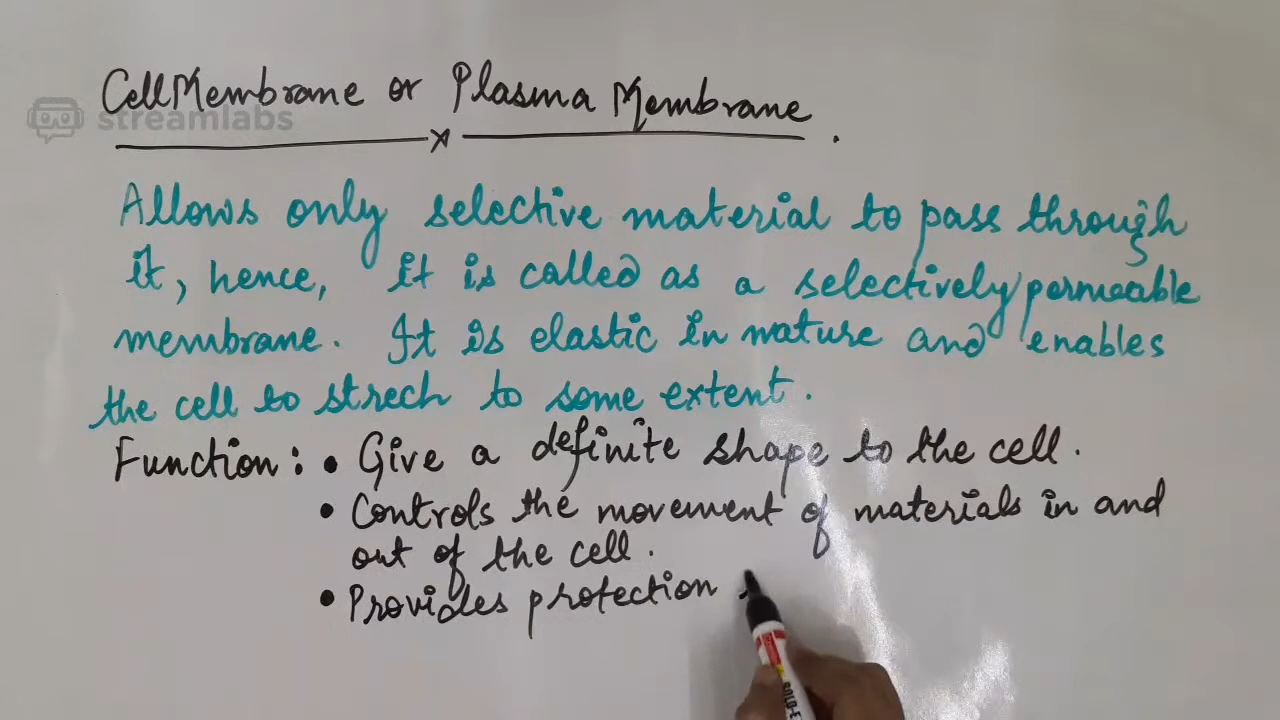 Cell Membrane or Plasma Membrane
streamlabs
Allows only selective material to pass through
it, hence, it is called as a selectively permeable
membrane. It is elastic in nature and enables
the cell to strech to some extent.
Function: • Give a definite shape to the cell.
• Controls the movement of materials in and
out of the cell.
• Provides protection
SOLO-E